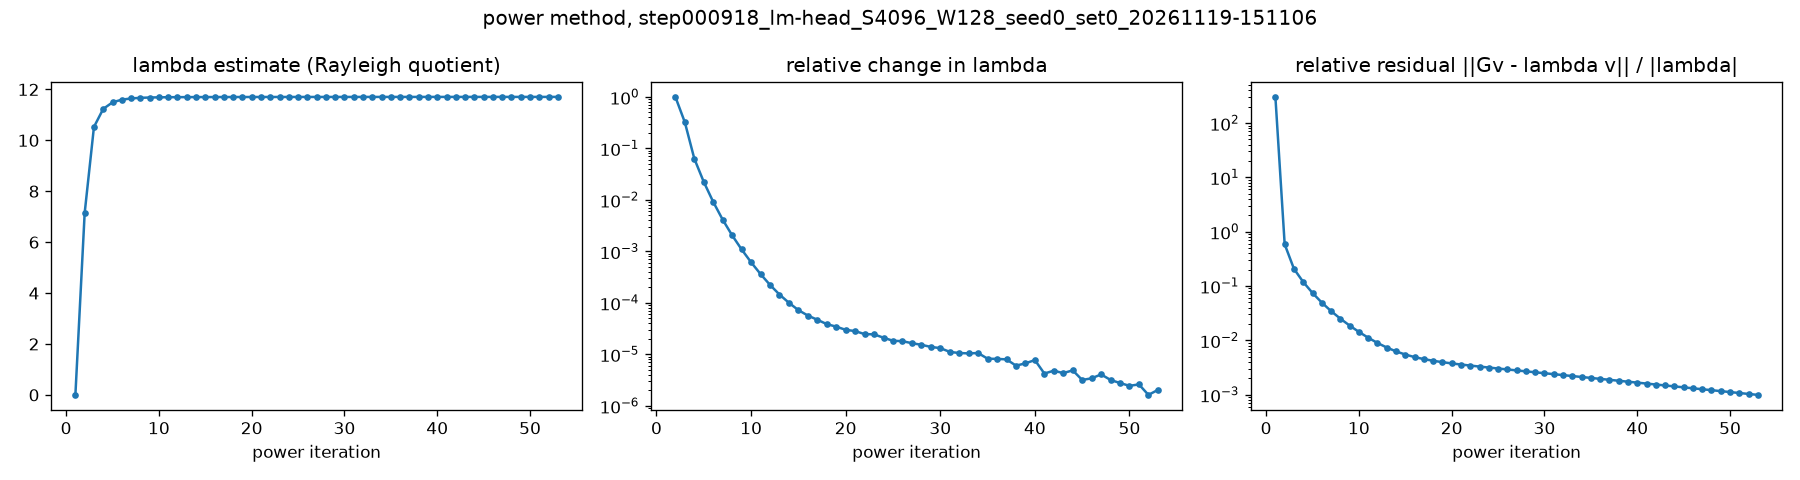 power method, step000918_lm-head_S4096_W128_seed0_set0_20261119-151106
lambda estimate (Rayleigh quotient)
12
10
8
6
4
2
0
0 10 20 30 40 50
power iteration
relative change in lambda
10^0
10^-1
10^-2
10^-3
10^-4
10^-5
10^-6
0 10 20 30 40 50
power iteration
relative residual ||Gv - lambda v|| / |lambda|
10^2
10^1
10^0
10^-1
10^-2
10^-3
0 10 20 30 40 50
power iteration